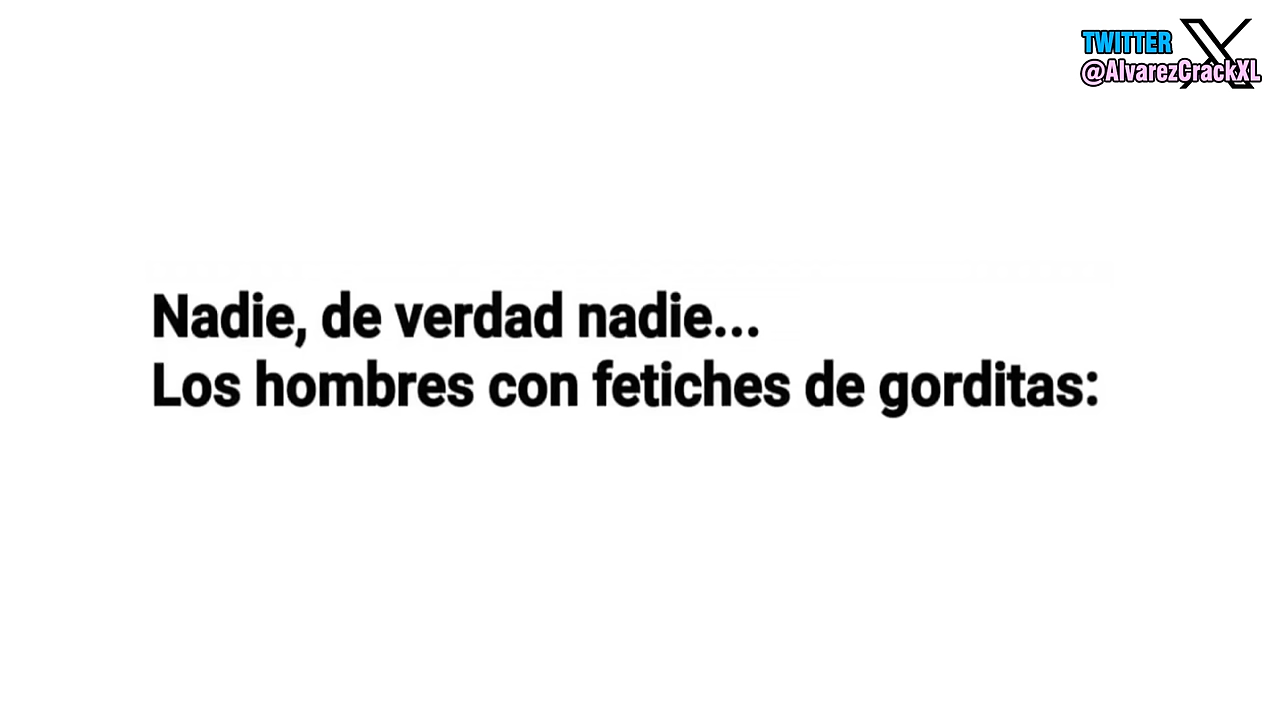 TWITTER
@AlvarezCrackXL
Nadie, de verdad nadie...
Los hombres con fetiches de gorditas: